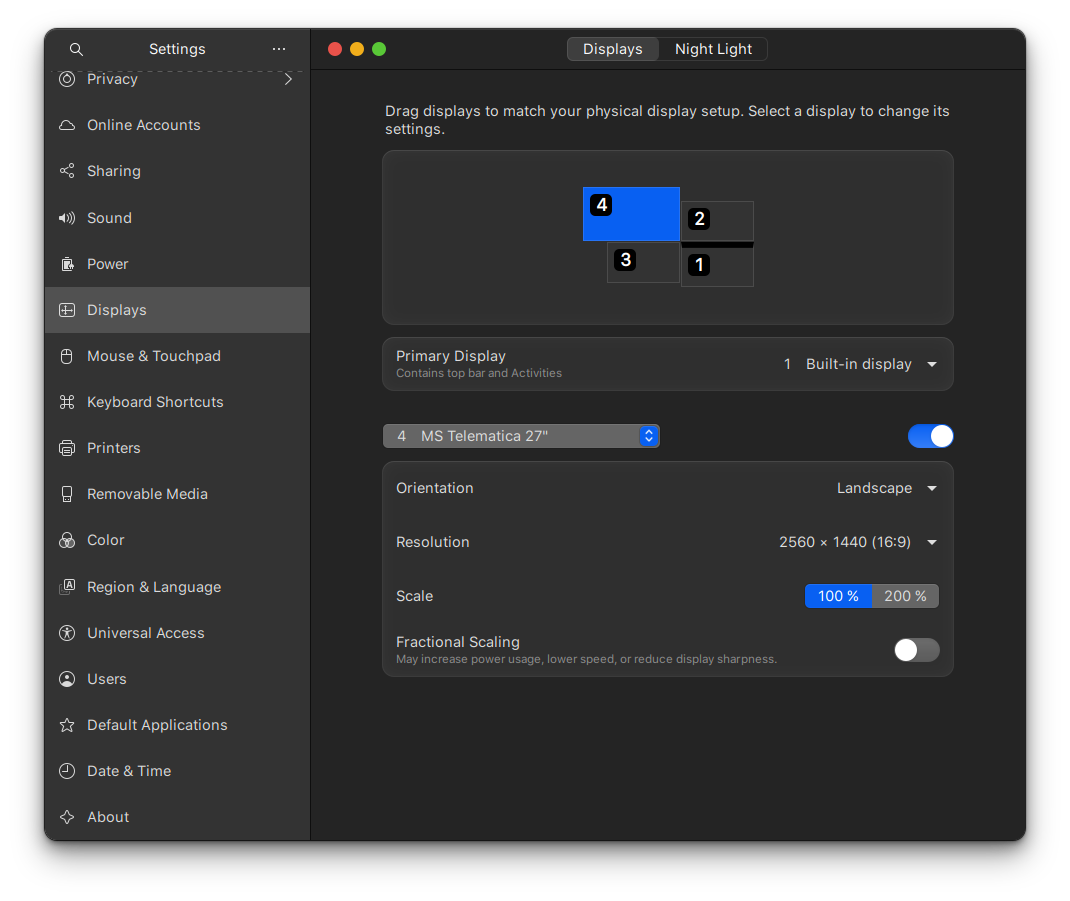 Settings
Privacy
Online Accounts
Sharing
Sound
Power
Displays
Mouse & Touchpad
Keyboard Shortcuts
Printers
Removable Media
Color
Region & Language
Universal Access
Users
Default Applications
Date & Time
About
Displays Night Light
Drag displays to match your physical display setup. Select a display to change its
settings.
4
2
3
1
Primary Display
Contains top bar and Activities
1 Built-in display
4 MS Telematica 27"
Orientation
Landscape
Resolution
2560 × 1440 (16:9)
Scale
100 % 200 %
Fractional Scaling
May increase power usage, lower speed, or reduce display sharpness.